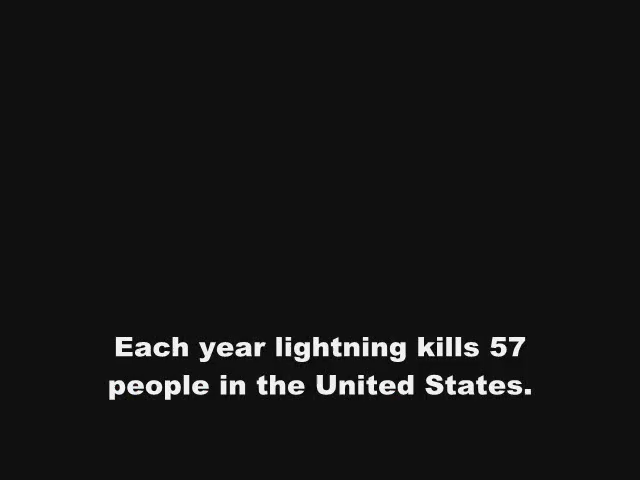 Each year lightning kills 57
people in the United States.